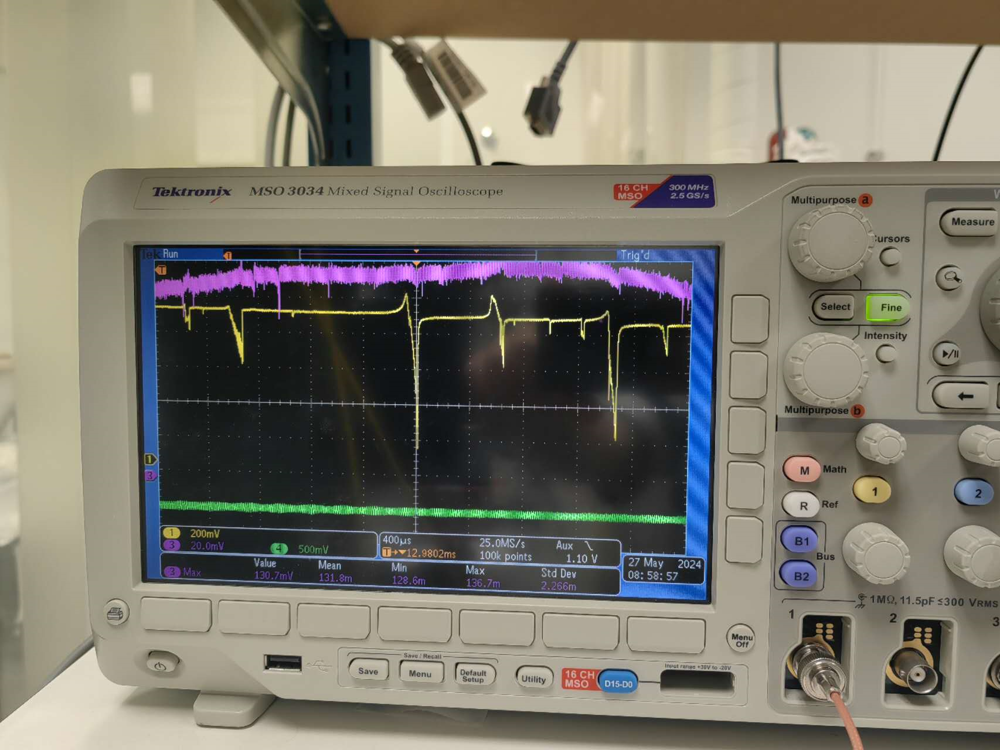 Tektronix MSO 3034 Mixed Signal Oscilloscope
16 CH MSO
300 MHz
2.5 GS/s
Multipurpose a
Measure
Cursors
Select
Fine
Intensity
Multipurpose b
Tek Run
T
Trig'd
T
1
3
1 200mV
3 20.0mV
4 500mV
400µs
T→▼12.9802ms
25.0MS/s
100k points
Aux
1.10 V
Value Mean Min Max Std Dev
3 Max 130.7mV 131.8m 128.6m 136.7m 2.266m
27 May 2024
08:58:57
M Math
1
2
R Ref
B1
Bus
B2
1MΩ, 11.5pF ≤300 VRMS
1
2
3
Menu Off
Save / Recall
Save
Menu
Default Setup
Utility
16 CH MSO
D15-D0
Input range +30V to -20V